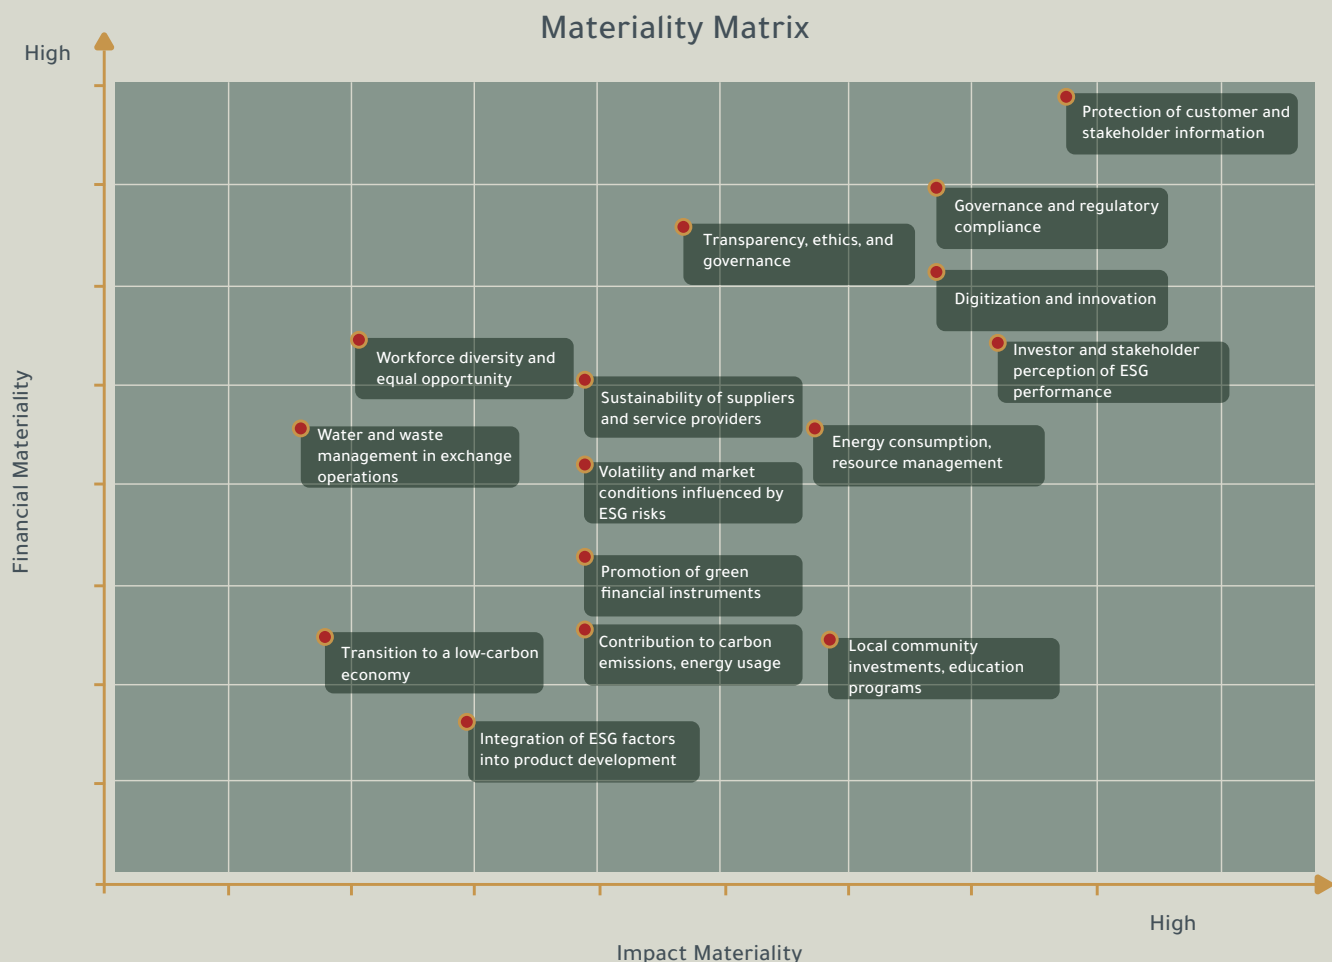 Materiality Matrix
High
Protection of customer and
stakeholder information
Governance and regulatory
compliance
Transparency, ethics, and
governance
Digitization and innovation
Investor and stakeholder
perception of ESG
performance
Workforce diversity and
equal opportunity
Sustainability of suppliers
and service providers
Water and waste
management in exchange
operations
Energy consumption,
resource management
Volatility and market
conditions influenced by
ESG risks
Promotion of green
financial instruments
Contribution to carbon
emissions, energy usage
Transition to a low-carbon
economy
Local community
investments, education
programs
Integration of ESG factors
into product development
Financial Materiality
High
Impact Materiality